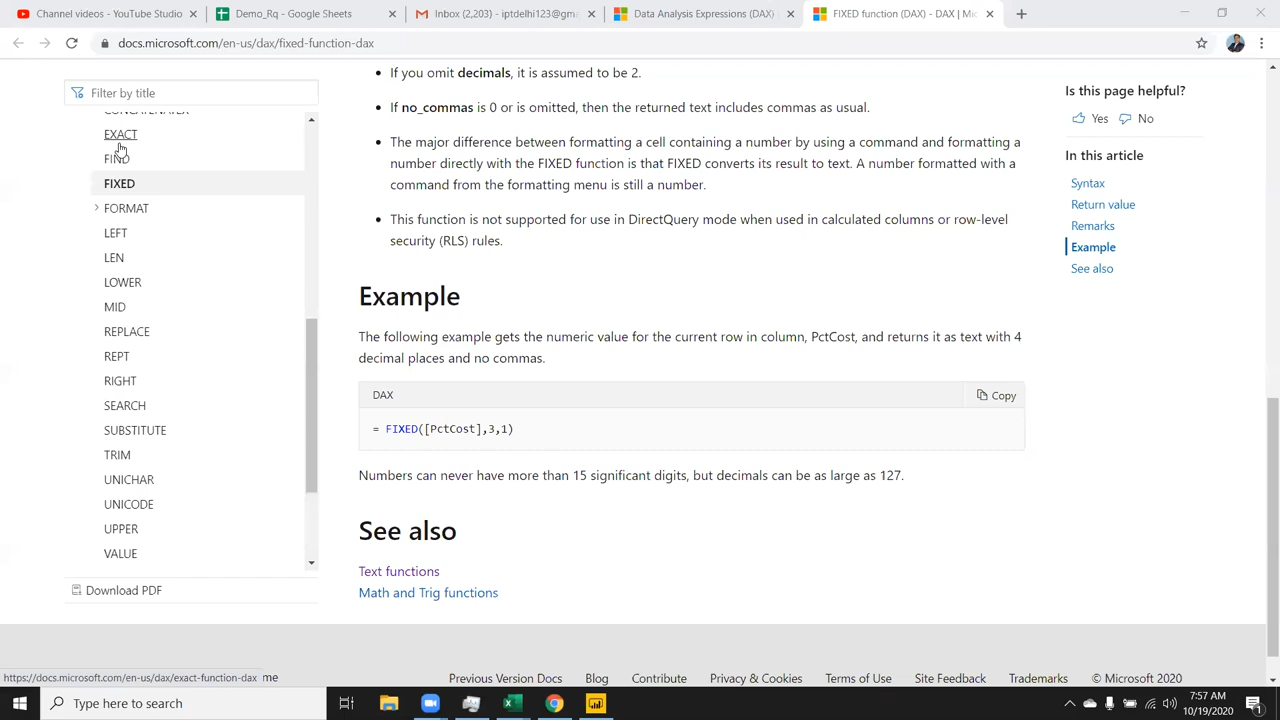 Channel videos - YouTube Studio
Demo_Rq - Google Sheets
Inbox (2,203) - iptdelhi123@gm
Data Analysis Expressions (DAX)
FIXED function (DAX) - DAX | Mic
docs.microsoft.com/en-us/dax/fixed-function-dax
Filter by title
CONCATENATEX
EXACT
FIND
FIXED
FORMAT
LEFT
LEN
LOWER
MID
REPLACE
REPT
RIGHT
SEARCH
SUBSTITUTE
TRIM
UNICHAR
UNICODE
UPPER
VALUE
Download PDF
If you omit decimals, it is assumed to be 2.
If no_commas is 0 or is omitted, then the returned text includes commas as usual.
The major difference between formatting a cell containing a number by using a command and formatting a
number directly with the FIXED function is that FIXED converts its result to text. A number formatted with a
command from the formatting menu is still a number.
This function is not supported for use in DirectQuery mode when used in calculated columns or row-level
security (RLS) rules.
Example
The following example gets the numeric value for the current row in column, PctCost, and returns it as text with 4
decimal places and no commas.
DAX
Copy
= FIXED([PctCost],3,1)
Numbers can never have more than 15 significant digits, but decimals can be as large as 127.
See also
Text functions
Math and Trig functions
Is this page helpful?
Yes No
In this article
Syntax
Return value
Remarks
Example
See also
https://docs.microsoft.com/en-us/dax/exact-function-dax me
Previous Version Docs Blog Contribute Privacy & Cookies Terms of Use Site Feedback Trademarks © Microsoft 2020
Type here to search
7:57 AM
10/19/2020
1